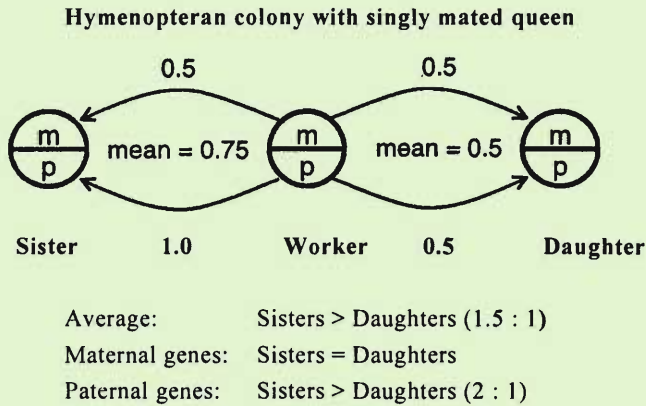 Hymenopteran colony with singly mated queen
0.5 0.5
m m m
mean = 0.75 mean = 0.5
p p p
Sister 1.0 Worker 0.5 Daughter
Average: Sisters > Daughters (1.5 : 1)
Maternal genes: Sisters = Daughters
Paternal genes: Sisters > Daughters (2 : 1)